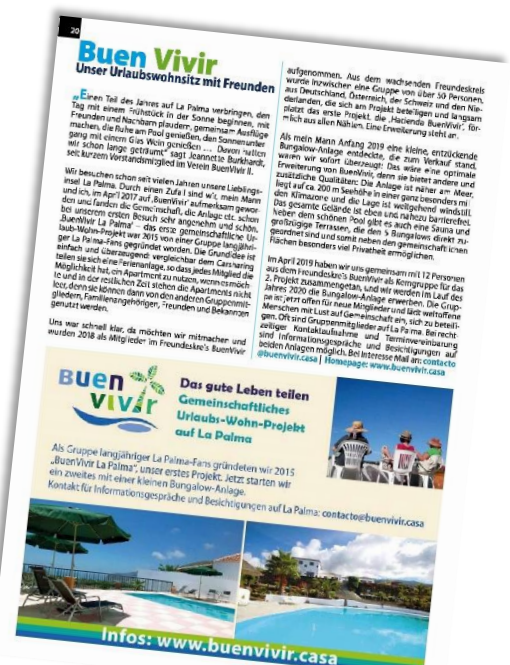 20
Buen Vivir
Unser Urlaubswohnsitz mit Freunden
„Einen Teil des Jahres auf La Palma verbringen, den
Tag mit einem Frühstück in der Sonne beginnen, mit
Freunden und Nachbarn plaudern, gemeinsam Ausflüge
machen, die Ruhe am Pool genießen, den Sonnenunter
gang mit einem Glas Wein genießen … Davon hatten
wir schon lange geträumt“ sagt Jeannette Burkhardt,
seit kurzem Vorstandsmitglied im Verein BuenVivir II.
Wir besuchen schon seit vielen Jahren unsere Lieblings-
insel La Palma. Durch einen Zufall sind wir, mein Mann
und ich, im April 2017 auf ‚BuenVivir‘ aufmerksam gewor-
den und fanden die Gemeinschaft, die Anlage etc. schon
bei unserem ersten Besuch sehr angenehm und schön.
‚BuenVivir La Palma‘ - das erste gemeinschaftliche Ur-
laub-Wohn-Projekt war 2015 von einer Gruppe langjähri-
ger La Palma-Fans gegründet worden. Die Grundidee ist
einfach und überzeugend: vergleichbar dem Carsharing
teilen sie sich eine Ferienanlage, so dass jedes Mitglied die
Möglichkeit hat, ein Apartment zu nutzen, wenn es möch-
te und in der restlichen Zeit stehen die Apartments nicht
leer, denn sie können dann von den anderen Gruppenmit-
gliedern, Familienangehöriger, Freunden und Bekannten
genutzt werden.
Uns war schnell klar, da möchten wir mitmacher und
wurden 2018 als Mitglieder im Freundeskreis BuenVivir
aufgenommen. Aus dem wachsenden Freundeskreis
wurde inzwischen eine Gruppe von über 50 Personen,
aus Deutschland, Österreich, der Schweiz und den Nie-
derlanden, die sich am Projekt beteiligen und langsam
platzt das erste Projekt, die ‚Hacienda BuenVivir‘, för-
mlich aus allen Nähten. Eine Erweiterung steht an.
Als mein Mann Anfang 2019 eine kleine, entzückende
Bungalow-Anlage entdeckte, die zum Verkauf stand,
waren wir sofort überzeugt: Das wäre eine optimale
Erweiterung von BuenVivir, denn sie bietet andere und
zusätzliche Qualitäten: Die Anlage ist näher am Meer,
liegt auf ca. 200 m Seehöhe in einer ganz besonders mil-
den Klimazone und die Lage ist weitgehend windstill.
Das gesamte Gelände ist eben und nahezu barrierefrei.
Neben dem schönen Pool gibt es auch eine Sauna und
großzügige Terrassen, die den 5 Bungalows direkt zu-
geordnet sind und somit neben den gemeinschaftlichen
Flächen besonders viel Privatheit ermöglichen.
Im April 2019 haben wir uns gemeinsam mit 12 Personen
aus dem Freundeskreis BuenVivir als Kerngruppe für das
2. Projekt zusammengetan, und wir werden im Lauf des
Jahres 2020 die Bungalow-Anlage erwerben. Die Grup-
pe ist jetzt offen für neue Mitglieder und lädt weltoffene
Menschen mit Lust auf Gemeinschaft ein, sich zu beteili-
gen. Oft sind Gruppenmitglieder auf La Palma. Bei recht-
zeitiger Kontaktaufnahme und Terminvereinbarung
sind Informationsgespräche und Besichtigungen auf
beiden Anlagen möglich. Bei Interesse Mail an: contacto
@buenvivir.casa | Homepage: www.buenvivir.casa
Buen
vivir
Das gute Leben teilen
Gemeinschaftliches
Urlaubs-Wohn-Projekt
auf La Palma
Als Gruppe langjähriger La Palma-Fans gründeten wir 2015
„BuenVivir La Palma“, unser erstes Projekt. Jetzt starten wir
ein zweites mit einer kleinen Bungalow-Anlage.
Kontakt für Informationsgespräche und Besichtigungen auf La Palma: contacto@buenvivir.casa
Infos: www.buenvivir.casa